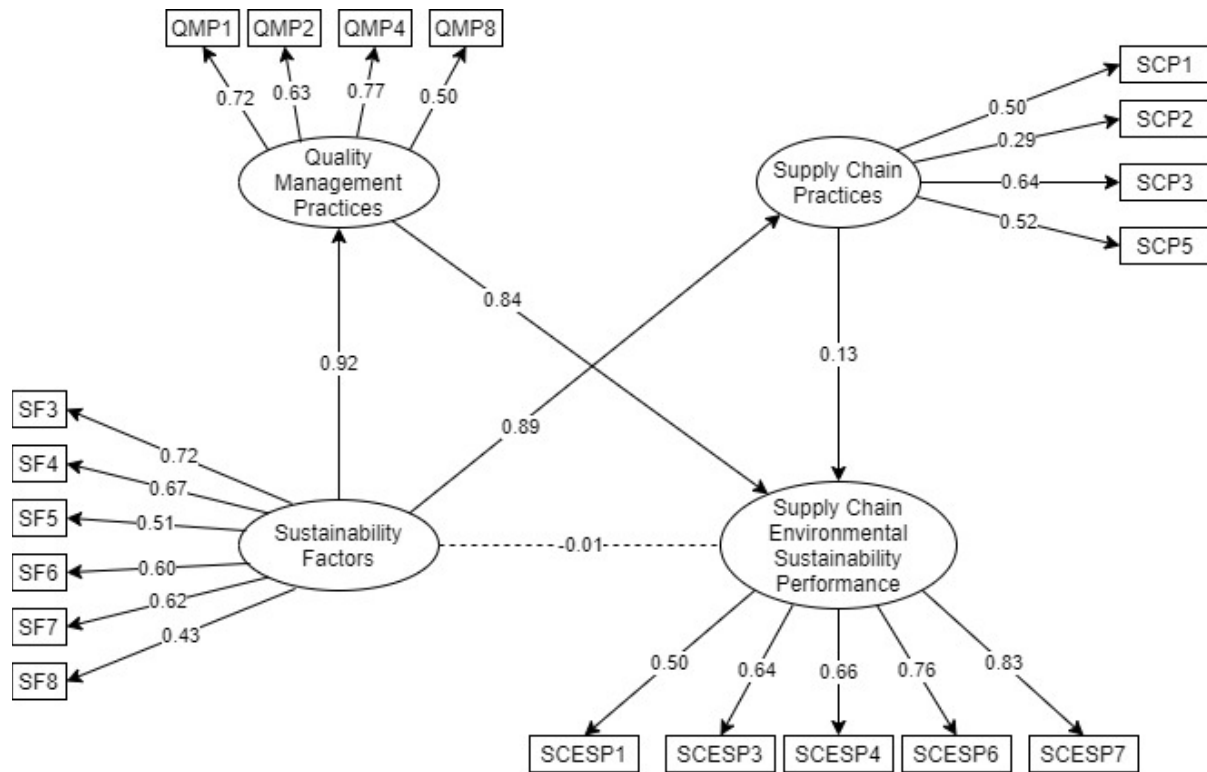 QMP1 QMP2 QMP4 QMP8
0.72 0.63 0.77 0.50
Quality
Management
Practices
SCP1
SCP2
SCP3
SCP5
0.50
0.29
0.64
0.52
Supply Chain
Practices
0.84
0.92
0.13
0.89
SF3
SF4
SF5
SF6
SF7
SF8
0.72
0.67
0.51
0.60
0.62
0.43
Sustainability
Factors
-0.01
Supply Chain
Environmental
Sustainability
Performance
0.50 0.64 0.66 0.76 0.83
SCESP1 SCESP3 SCESP4 SCESP6 SCESP7